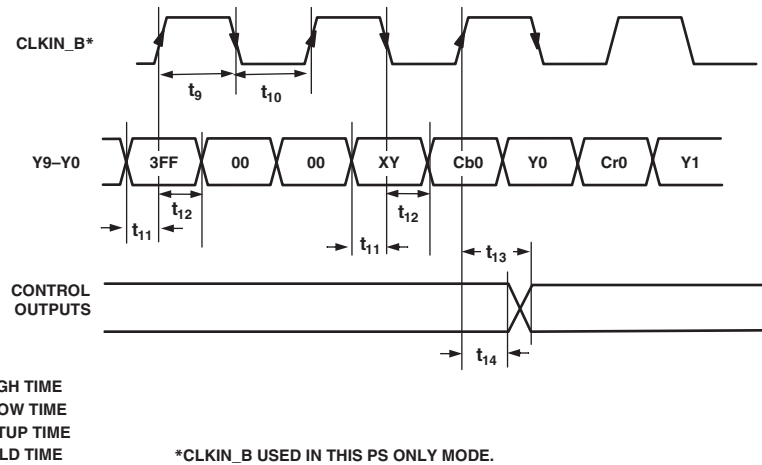 CLKIN_B*
t9 t10
Y9–Y0 3FF 00 00 XY Cb0 Y0 Cr0 Y1
t12 t12
t11 t11 t13
CONTROL
OUTPUTS
t14
GH TIME
OW TIME
TUP TIME
LD TIME *CLKIN_B USED IN THIS PS ONLY MODE.